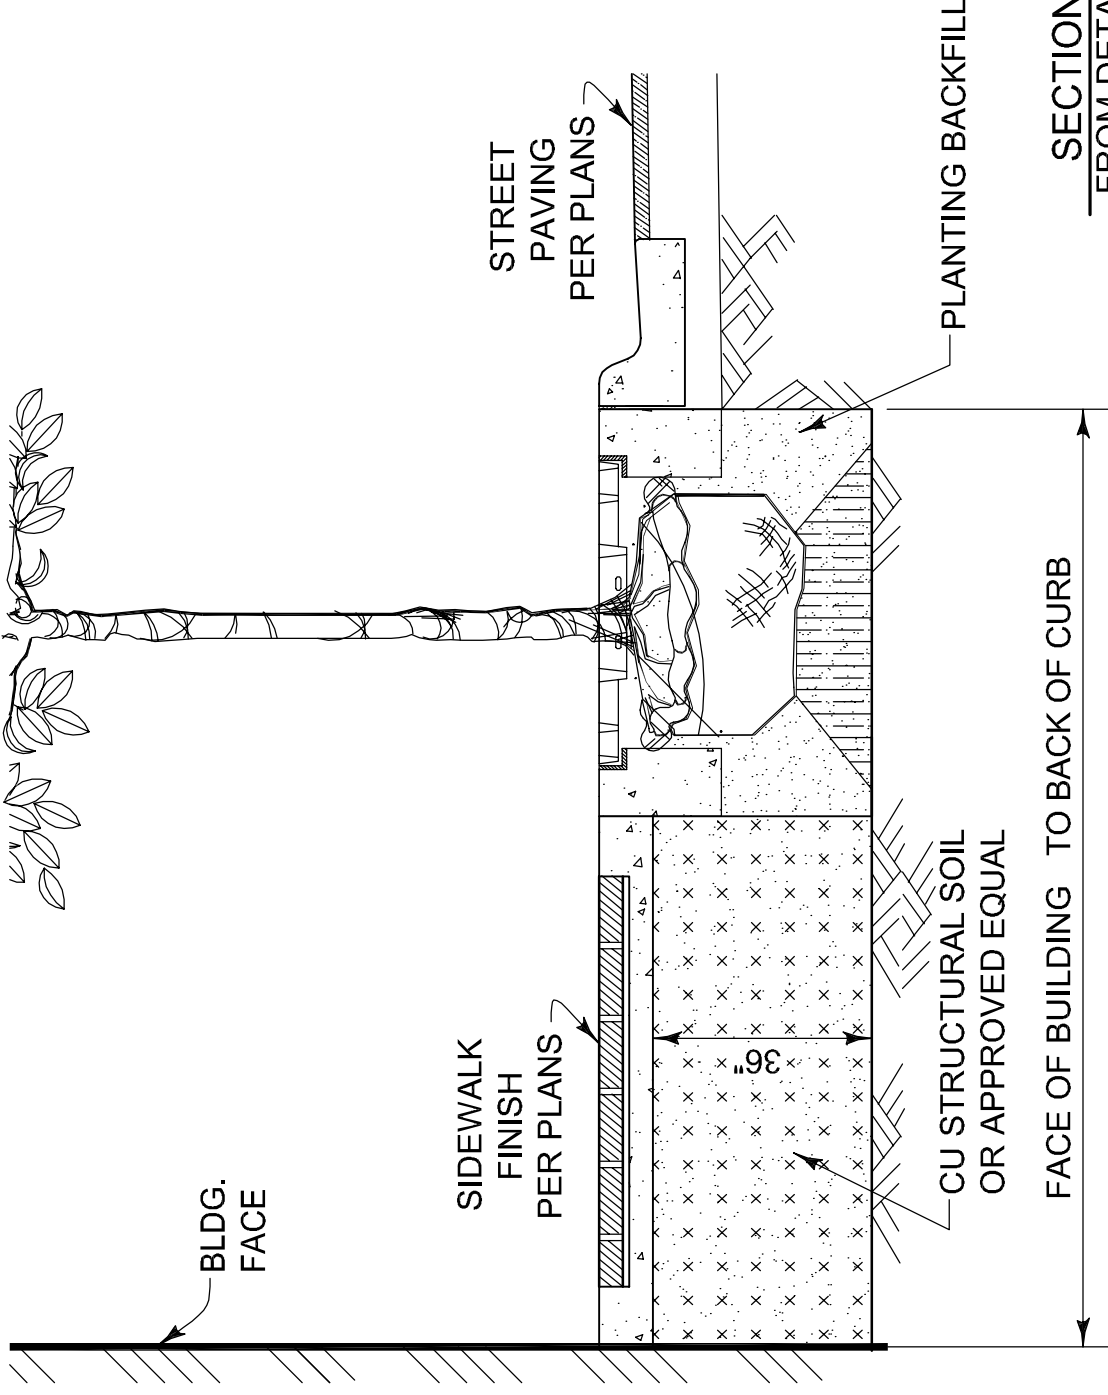 BLDG.
FACE
SIDEWALK
FINISH
PER PLANS
STREET
PAVING
PER PLANS
36"
CU STRUCTURAL SOIL
OR APPROVED EQUAL
PLANTING BACKFILL
FACE OF BUILDING TO BACK OF CURB
SECTION
FROM